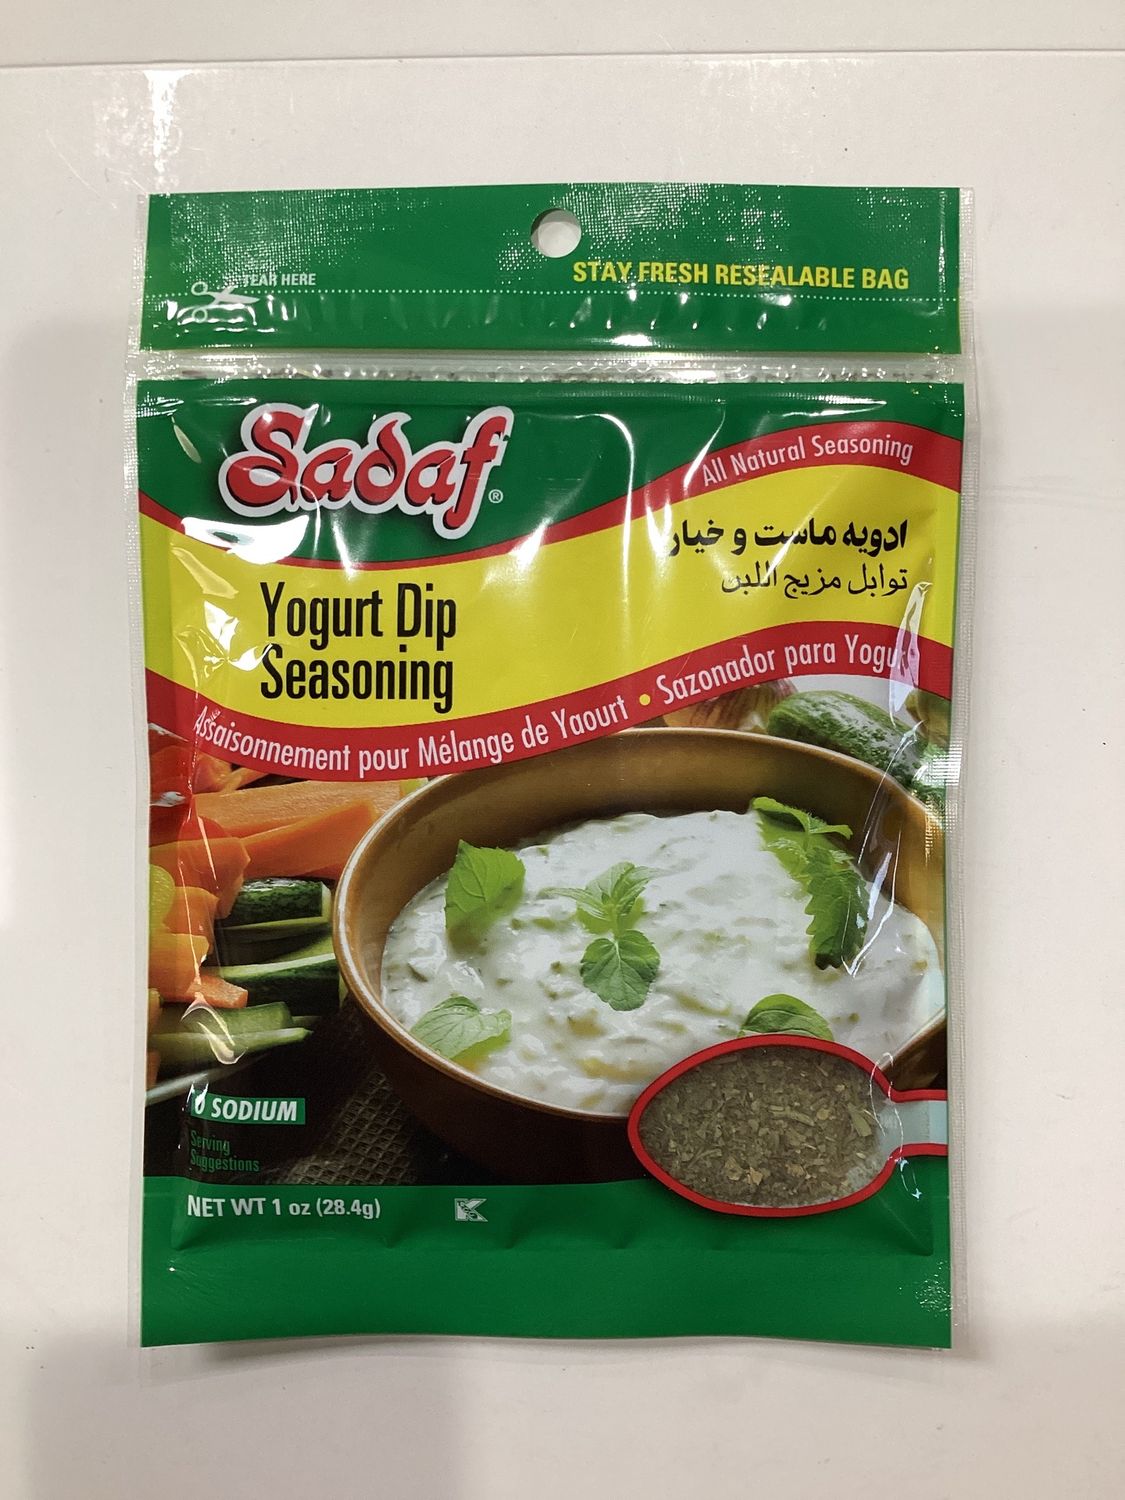 TEAR HERE
STAY FRESH RESEALABLE BAG
Sadaf®
All Natural Seasoning
ادویه ماست و خیار
توابل مزيج اللبن
Yogurt Dip
Seasoning
Assaisonnement pour Mélange de Yaourt • Sazonador para
SODIUM
Serving
Suggestions
NET WT 1 oz (28.4g)
K